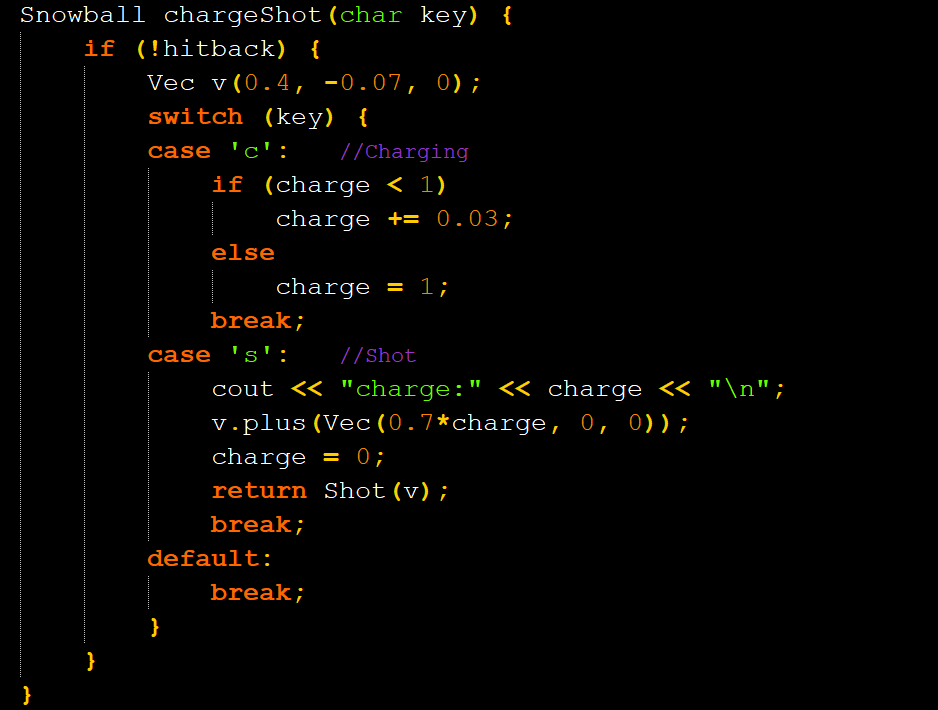 Snowball chargeShot(char key) {
    if (!hitback) {
        Vec v(0.4, -0.07, 0);
        switch (key) {
        case 'c':   //Charging
            if (charge < 1)
                charge += 0.03;
            else
                charge = 1;
            break;
        case 's':   //Shot
            cout << "charge:" << charge << "\n";
            v.plus(Vec(0.7*charge, 0, 0));
            charge = 0;
            return Shot(v);
            break;
        default:
            break;
        }
    }
}